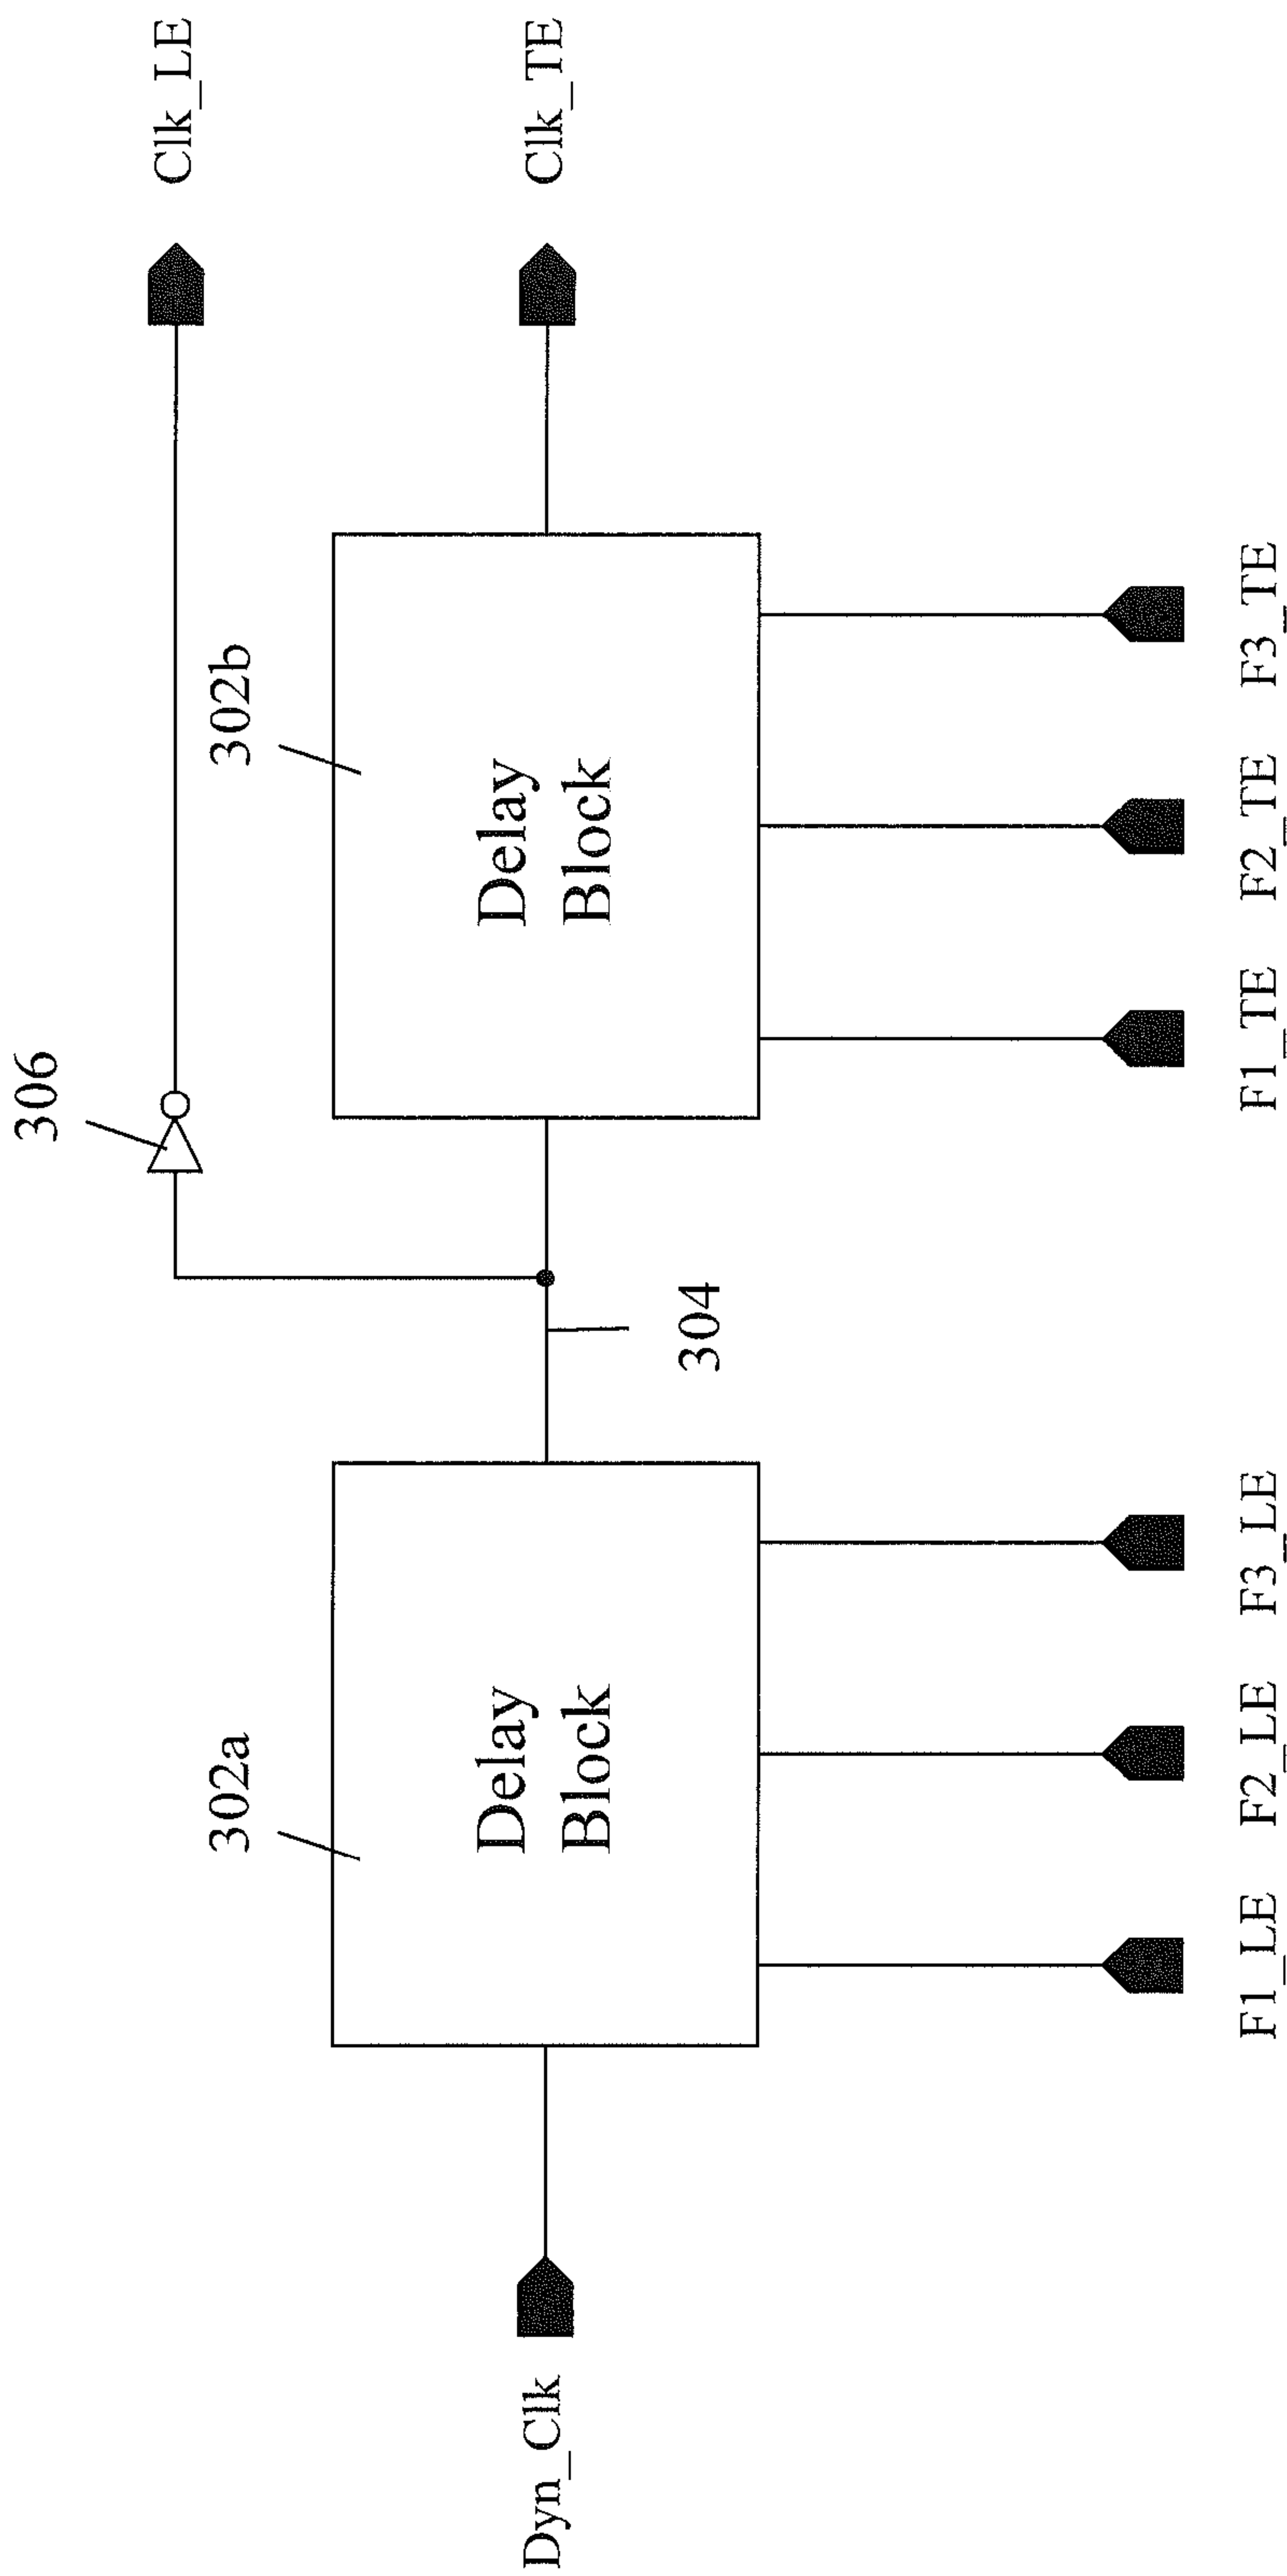 Clk_LE
306
302b
Delay
Block
Clk_TE
304
302a
Delay
Block
Dyn_Clk
F1_LE
F2_LE
F3_LE
F1_TE
F2_TE
F3_TE